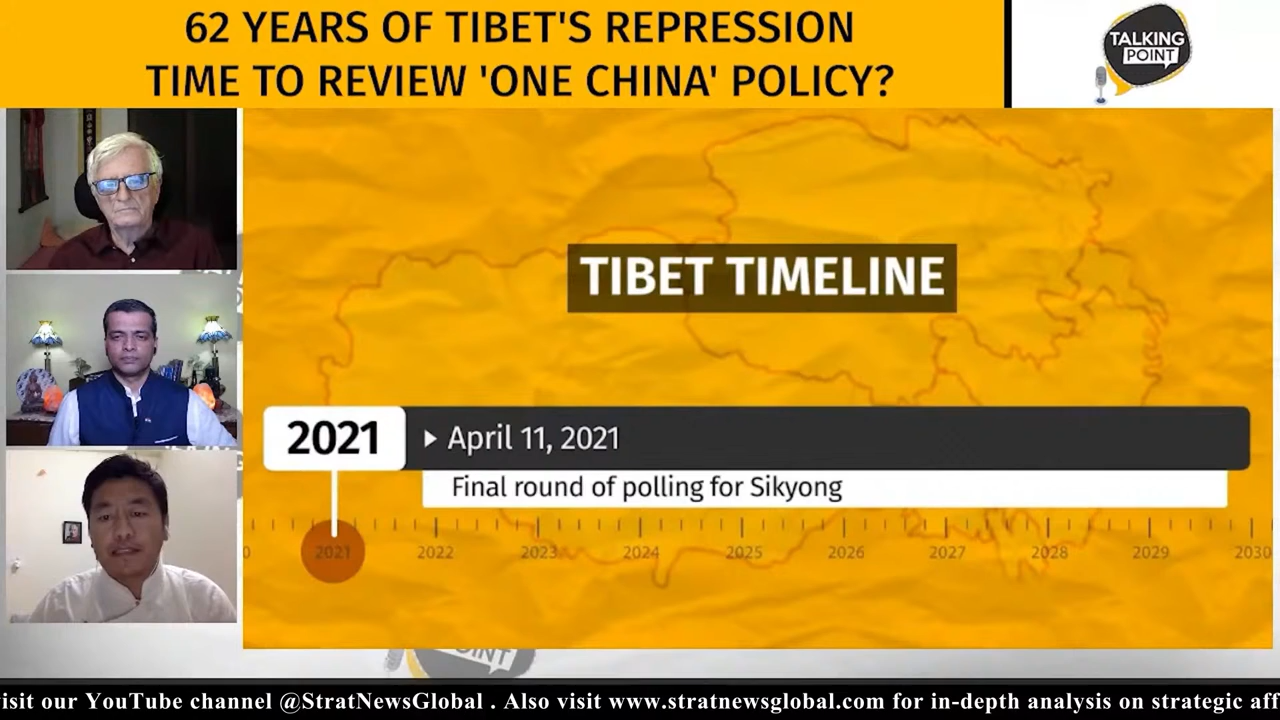 62 YEARS OF TIBET'S REPRESSION
TIME TO REVIEW 'ONE CHINA' POLICY?
TALKING
POINT
TIBET TIMELINE
2021
April 11, 2021
Final round of polling for Sikyong
2021 2022 2023 2024 2025 2026 2027 2028 2029 2030
isit our YouTube channel @StratNewsGlobal . Also visit www.stratnewsglobal.com for in-depth analysis on strategic aff